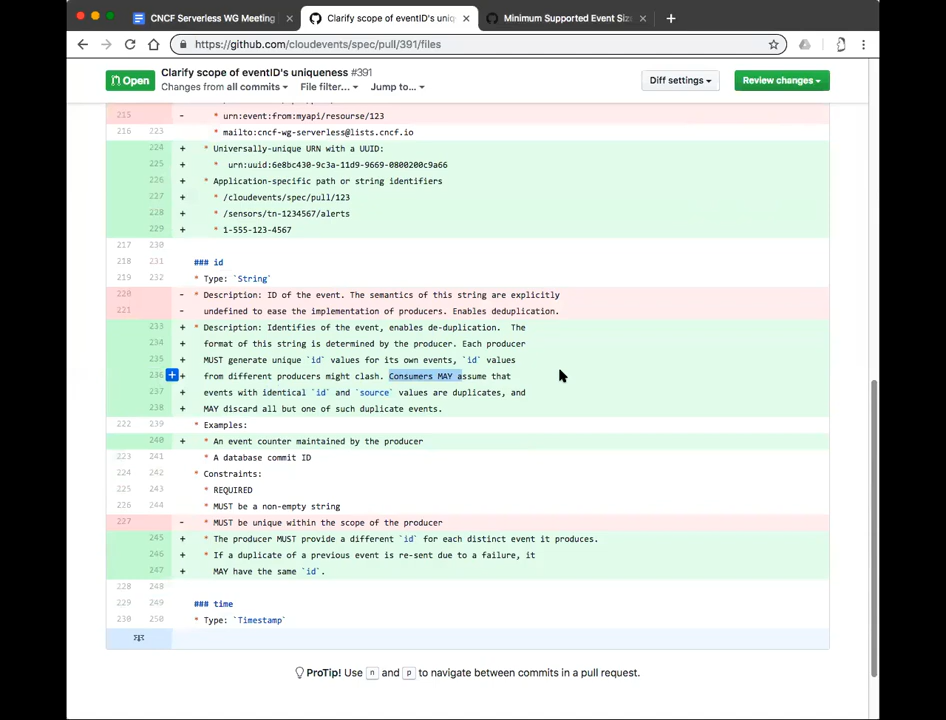 CNCF Serverless WG Meeting
Clarify scope of eventID's uniq
Minimum Supported Event Siz
https://github.com/cloudevents/spec/pull/391/files
Open
Clarify scope of eventID's uniqueness #391
Changes from all commits
File filter...
Jump to...
Diff settings
Review changes
215 - * urn:event:from:myapi/resourse/123
216 223 * mailto:cncf-wg-serverless@lists.cncf.io
224 + * Universally-unique URN with a UUID:
225 + * urn:uuid:6e8bc430-9c3a-11d9-9669-0800200c9a66
226 + * Application-specific path or string identifiers
227 + * /cloudevents/spec/pull/123
228 + * /sensors/tn-1234567/alerts
229 + * 1-555-123-4567
217 230
218 231 ### id
219 232 * Type: `String`
220 - * Description: ID of the event. The semantics of this string are explicitly
221 - undefined to ease the implementation of producers. Enables deduplication.
233 + * Description: Identifies of the event, enables de-duplication. The
234 + format of this string is determined by the producer. Each producer
235 + MUST generate unique `id` values for its own events, `id` values
236 + from different producers might clash. Consumers MAY assume that
237 + events with identical `id` and `source` values are duplicates, and
238 + MAY discard all but one of such duplicate events.
222 239 * Examples:
240 + * An event counter maintained by the producer
223 241 * A database commit ID
224 242 * Constraints:
225 243 * REQUIRED
226 244 * MUST be a non-empty string
227 - * MUST be unique within the scope of the producer
245 + * The producer MUST provide a different `id` for each distinct event it produces.
246 + * If a duplicate of a previous event is re-sent due to a failure, it
247 + MAY have the same `id`.
228 248
229 249 ### time
230 250 * Type: `Timestamp`
ProTip! Use n and p to navigate between commits in a pull request.